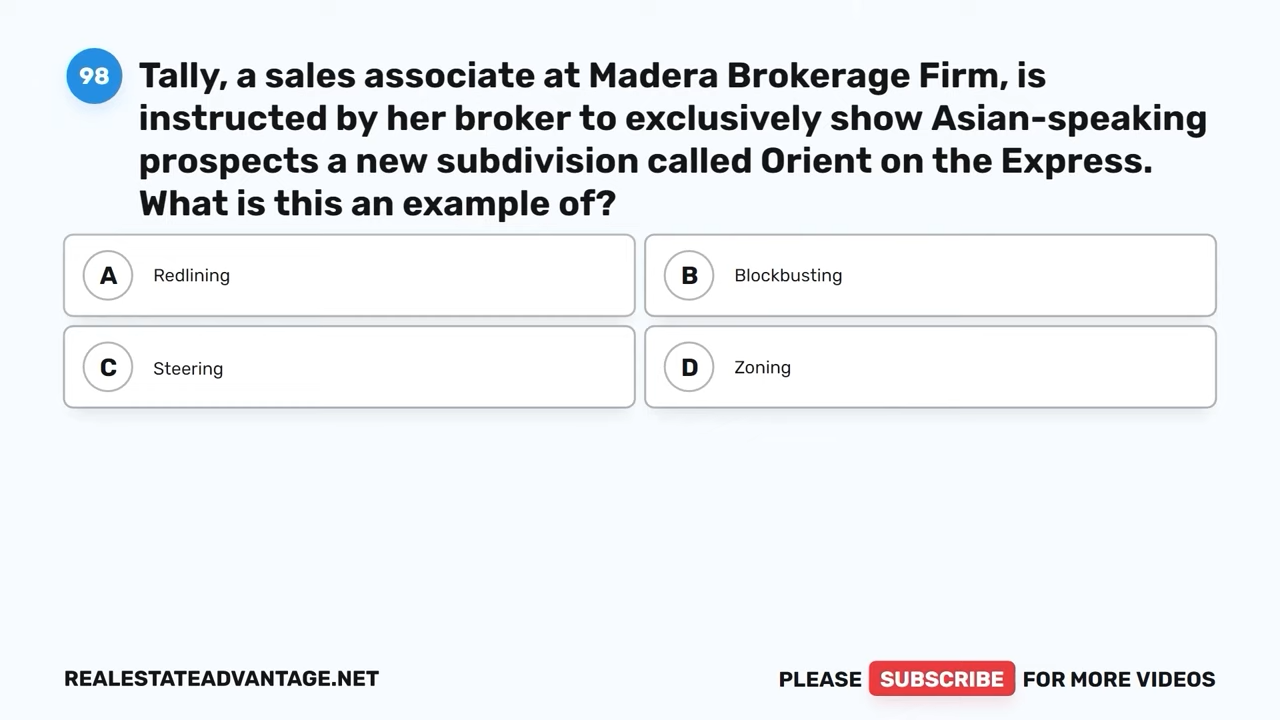 98
Tally, a sales associate at Madera Brokerage Firm, is
instructed by her broker to exclusively show Asian-speaking
prospects a new subdivision called Orient on the Express.
What is this an example of?
A Redlining
B Blockbusting
C Steering
D Zoning
REALESTATEADVANTAGE.NET
PLEASE SUBSCRIBE FOR MORE VIDEOS